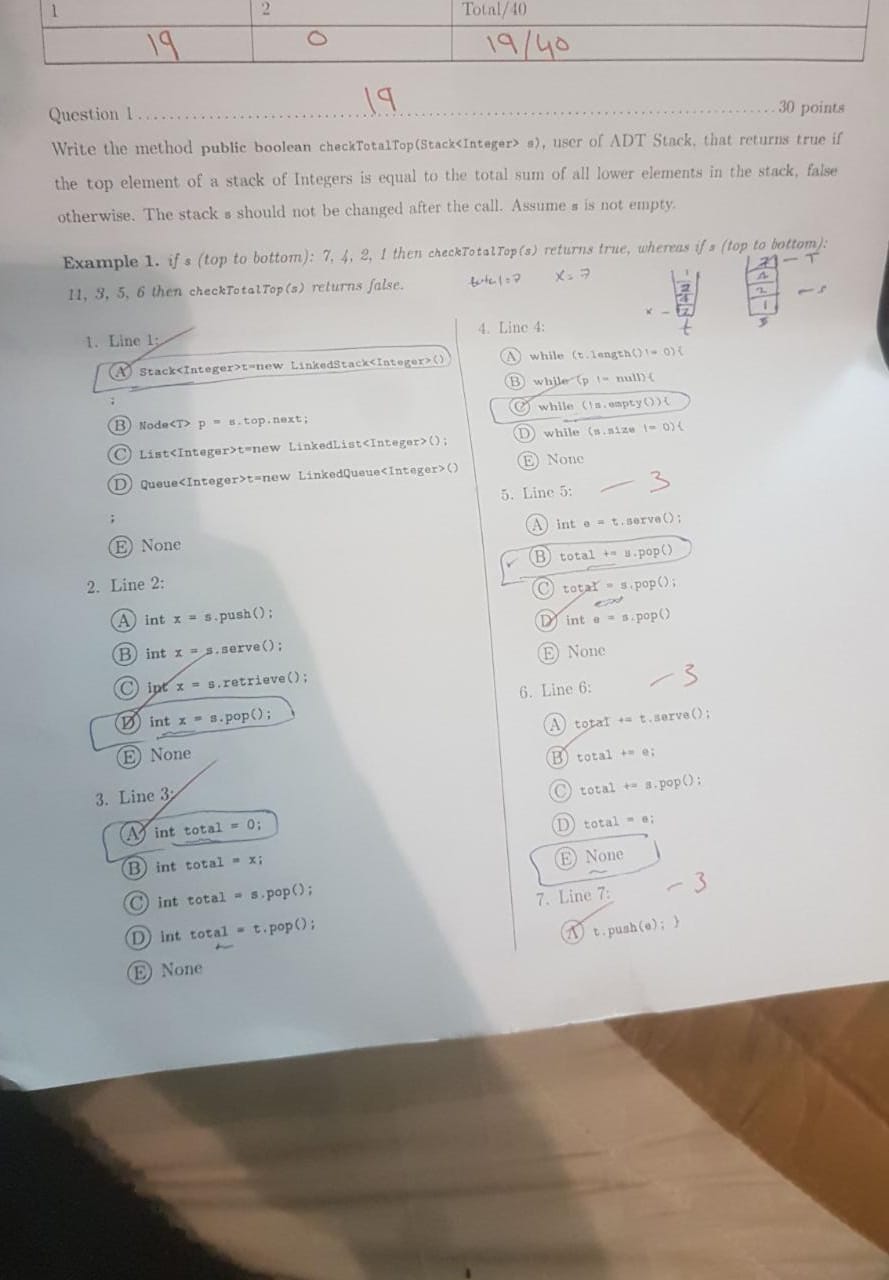 1 2 Total/40
19 0 19/40
19
Question 1 30 points
Write the method public boolean checkTotalTop(Stack<Integer> s), user of ADT Stack, that returns true if
the top element of a stack of Integers is equal to the total sum of all lower elements in the stack, false
otherwise. The stack s should not be changed after the call. Assume s is not empty.
Example 1. if s (top to bottom): 7, 4, 2, 1 then checkTotalTop(s) returns true, whereas if s (top to bottom):
11, 3, 5, 6 then checkTotalTop(s) returns false.
total=7 x=7
1. Line 1:
A Stack<Integer>t=new LinkedStack<Integer>()
;
B Node<T> p = s.top.next;
C List<Integer>t=new LinkedList<Integer>();
D Queue<Integer>t=new LinkedQueue<Integer>()
;
E None
2. Line 2:
A int x = s.push();
B int x = s.serve();
C int x = s.retrieve();
D int x = s.pop();
E None
3. Line 3:
A int total = 0;
B int total = x;
C int total = s.pop();
D int total = t.pop();
E None
4. Line 4:
A while (t.length() != 0){
B while (p != null){
C while (!s.empty()){
D while (s.size != 0){
E None
5. Line 5: - 3
A int e = t.serve();
B total += s.pop()
C total = s.pop();
D int e = s.pop()
E None
6. Line 6: - 3
A total += t.serve();
B total += e;
C total += s.pop();
D total = e;
E None
7. Line 7: - 3
A t.push(e); }